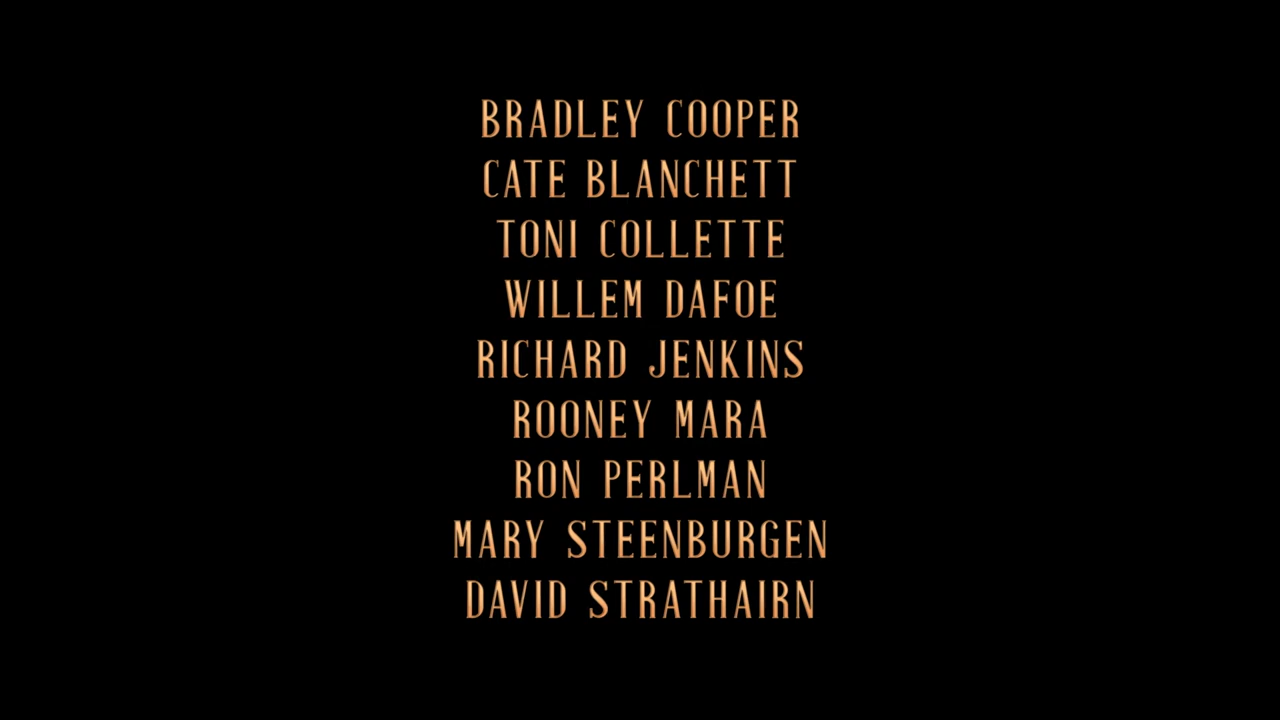 BRADLEY COOPER
CATE BLANCHETT
TONI COLLETTE
WILLEM DAFOE
RICHARD JENKINS
ROONEY MARA
RON PERLMAN
MARY STEENBURGEN
DAVID STRATHAIRN